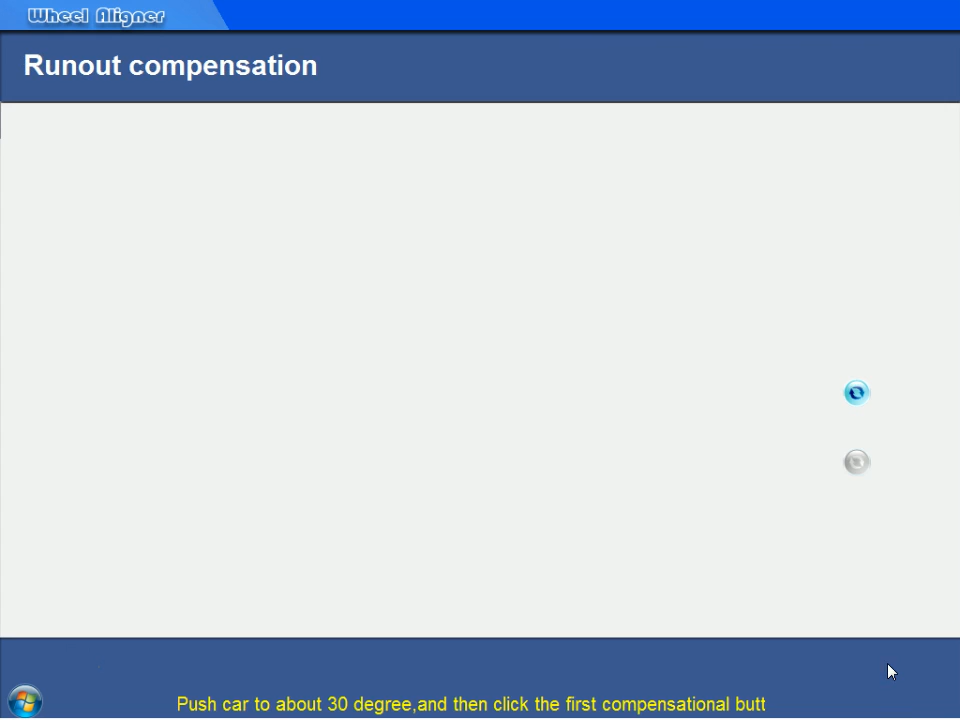 Wheel Aligner
Runout compensation
Push car to about 30 degree,and then click the first compensational butt